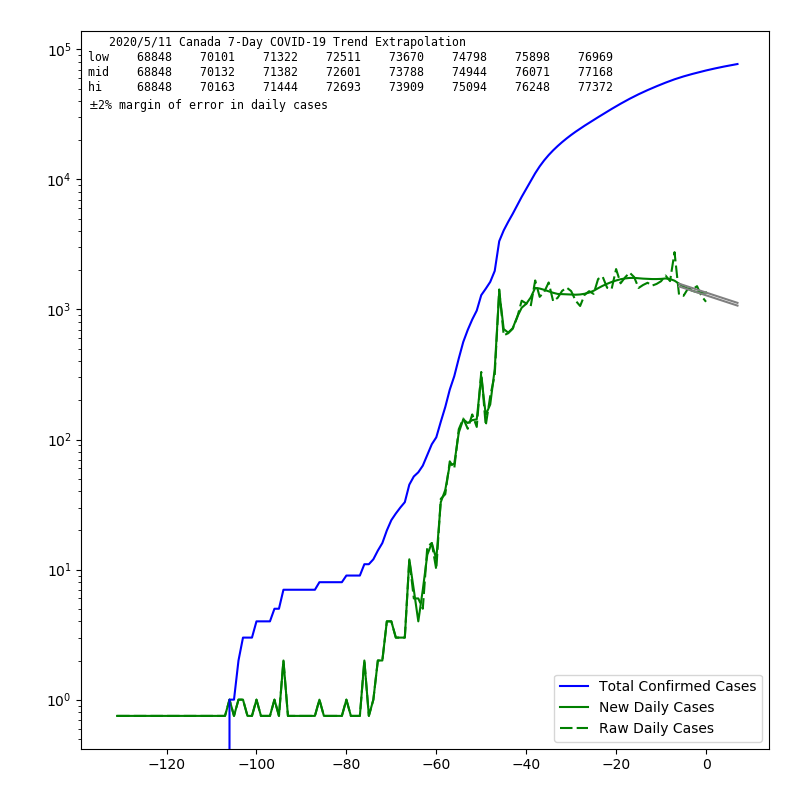 2020/5/11 Canada 7-Day COVID-19 Trend Extrapolation
low 68848 70101 71322 72511 73670 74798 75898 76969
mid 68848 70132 71382 72601 73788 74944 76071 77168
hi 68848 70163 71444 72693 73909 75094 76248 77372
±2% margin of error in daily cases
10⁵
10⁴
10³
10²
10¹
10⁰
Total Confirmed Cases
New Daily Cases
Raw Daily Cases
−120 −100 −80 −60 −40 −20 0